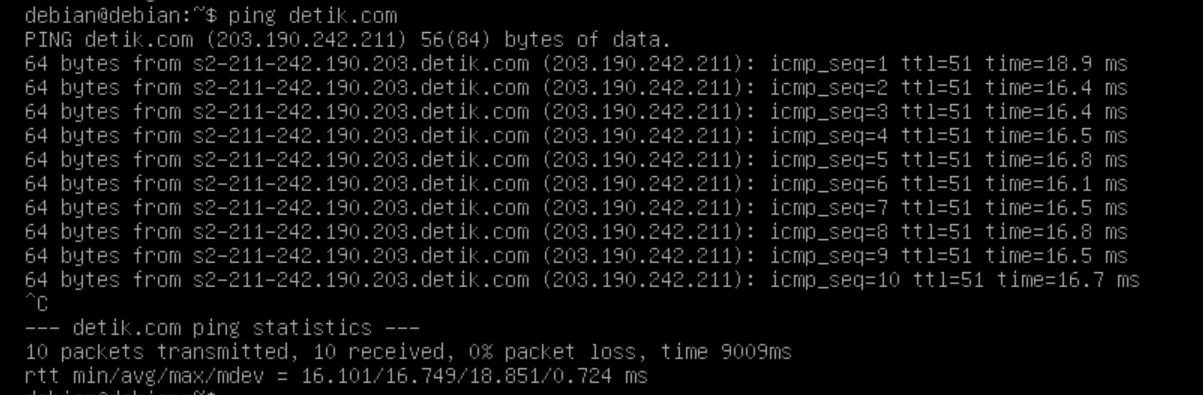 debian@debian:~$ ping detik.com
PING detik.com (203.190.242.211) 56(84) bytes of data.
64 bytes from s2-211-242.190.203.detik.com (203.190.242.211): icmp_seq=1 ttl=51 time=18.9 ms
64 bytes from s2-211-242.190.203.detik.com (203.190.242.211): icmp_seq=2 ttl=51 time=16.4 ms
64 bytes from s2-211-242.190.203.detik.com (203.190.242.211): icmp_seq=3 ttl=51 time=16.4 ms
64 bytes from s2-211-242.190.203.detik.com (203.190.242.211): icmp_seq=4 ttl=51 time=16.5 ms
64 bytes from s2-211-242.190.203.detik.com (203.190.242.211): icmp_seq=5 ttl=51 time=16.8 ms
64 bytes from s2-211-242.190.203.detik.com (203.190.242.211): icmp_seq=6 ttl=51 time=16.1 ms
64 bytes from s2-211-242.190.203.detik.com (203.190.242.211): icmp_seq=7 ttl=51 time=16.5 ms
64 bytes from s2-211-242.190.203.detik.com (203.190.242.211): icmp_seq=8 ttl=51 time=16.8 ms
64 bytes from s2-211-242.190.203.detik.com (203.190.242.211): icmp_seq=9 ttl=51 time=16.5 ms
64 bytes from s2-211-242.190.203.detik.com (203.190.242.211): icmp_seq=10 ttl=51 time=16.7 ms
^C
--- detik.com ping statistics ---
10 packets transmitted, 10 received, 0% packet loss, time 9009ms
rtt min/avg/max/mdev = 16.101/16.749/18.851/0.724 ms